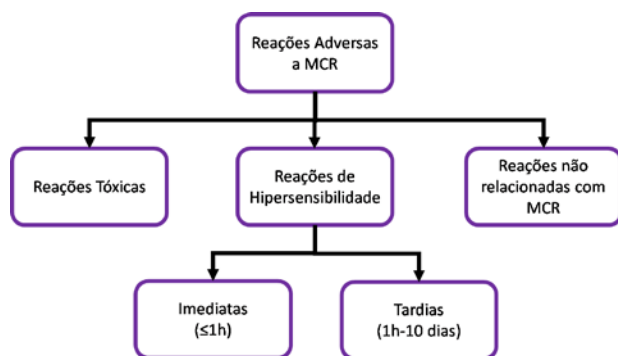 Reações Adversas
a MCR
Reações Tóxicas
Reações de
Hipersensibilidade
Reações não
relacionadas com
MCR
Imediatas
(≤1h)
Tardias
(1h-10 dias)